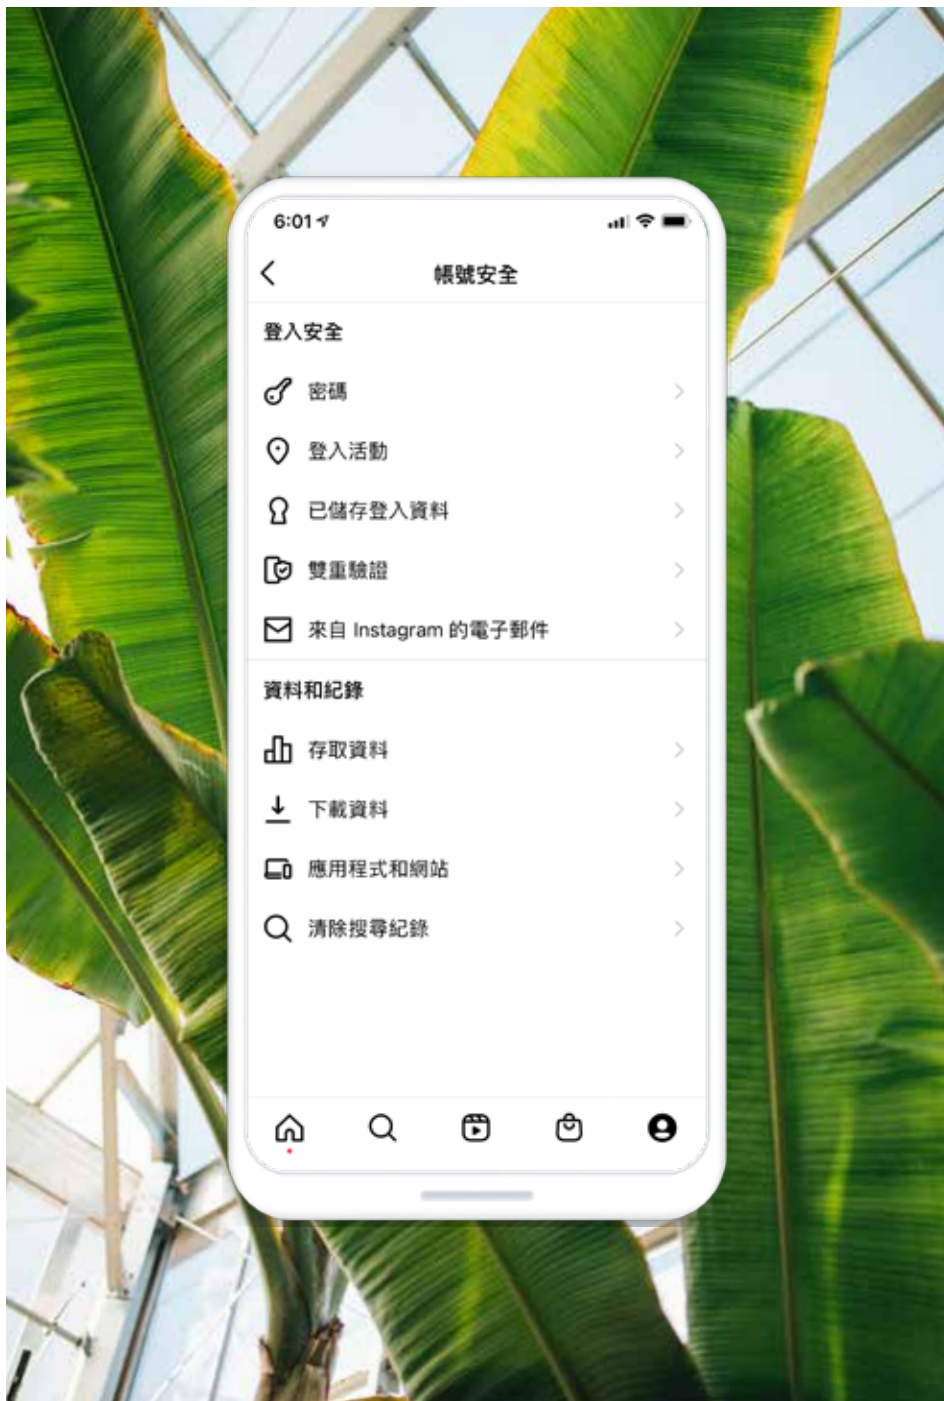 6:01
帳號安全
登入安全
密碼
登入活動
已儲存登入資料
雙重驗證
來自 Instagram 的電子郵件
資料和紀錄
存取資料
下載資料
應用程式和網站
清除搜尋紀錄